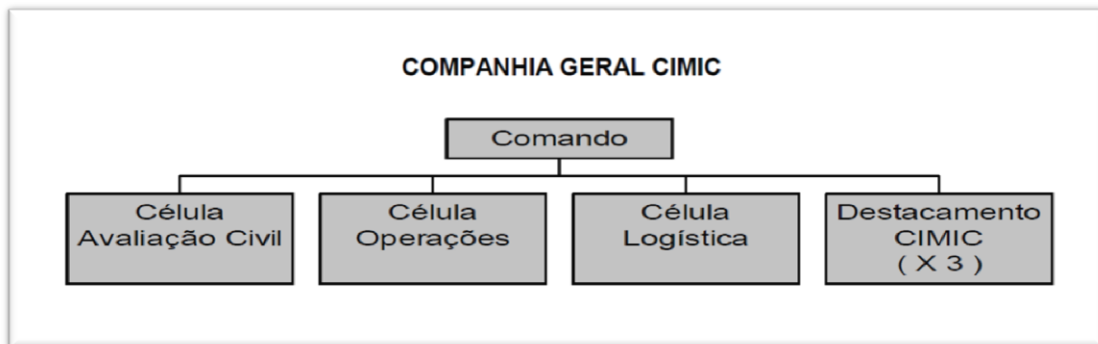 COMPANHIA GERAL CIMIC
Comando
Célula
Avaliação Civil
Célula
Operações
Célula
Logística
Destacamento
CIMIC
( X 3 )